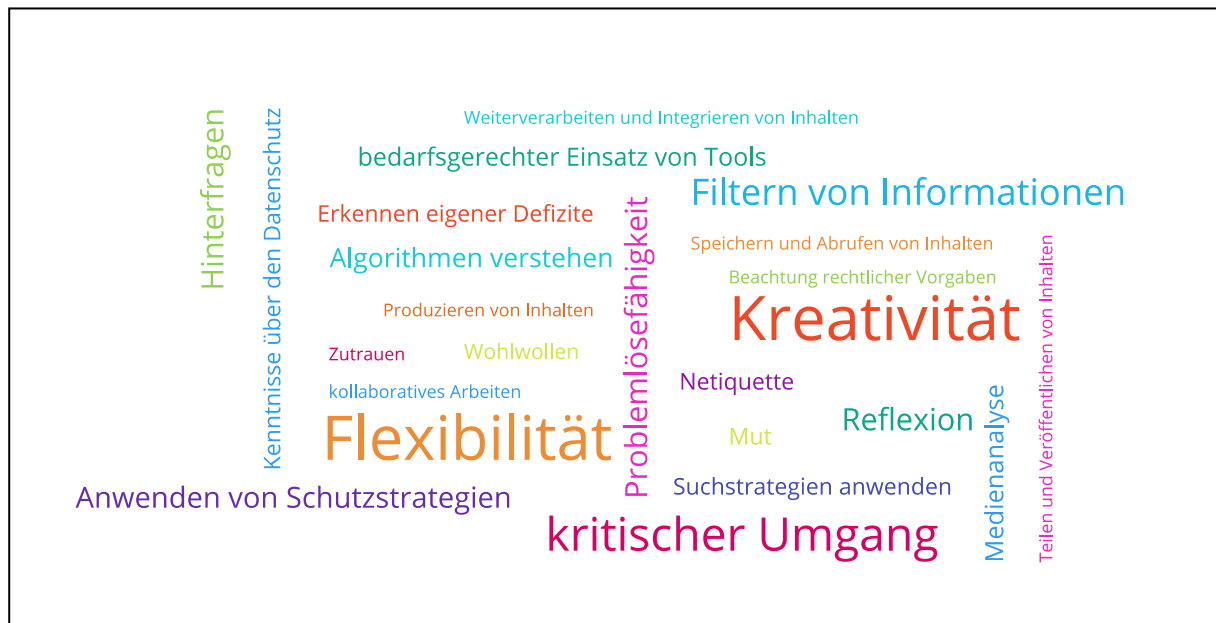 Weiterverarbeiten und Integrieren von Inhalten
bedarfsgerechter Einsatz von Tools
Hinterfragen
Kenntnisse über den Datenschutz
Filtern von Informationen
Erkennen eigener Defizite
Problemlösefähigkeit
Speichern und Abrufen von Inhalten
Algorithmen verstehen
Beachtung rechtlicher Vorgaben
Teilen und Veröffentlichen von Inhalten
Produzieren von Inhalten
Kreativität
Zutrauen
Wohlwollen
Netiquette
kollaboratives Arbeiten
Reflexion
Medienanalyse
Flexibilität
Mut
Suchstrategien anwenden
Anwenden von Schutzstrategien
kritischer Umgang